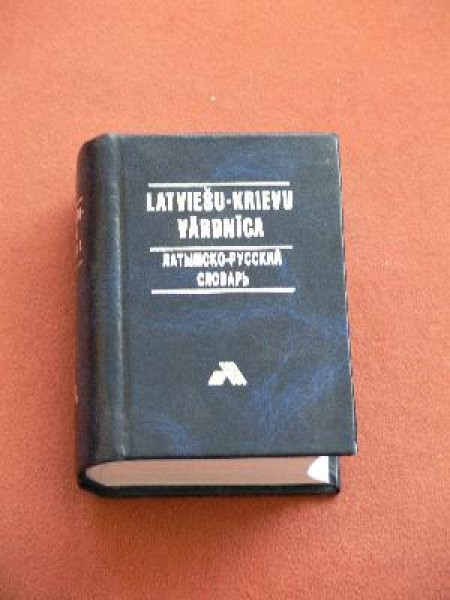 LATVIEŠU-KRIEVU
VĀRDNĪCA
ЛАТЫШСКО-РУССКИЙ
СЛОВАРЬ